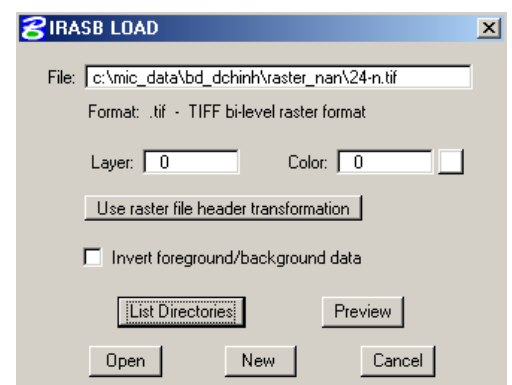 IRASB LOAD
File: c:\mic_data\bd_dchinh\raster_nan\24-n.tif
Format: .tif - TIFF bi-level raster format
Layer: 0 Color: 0
Use raster file header transformation
Invert foreground/background data
List Directories Preview
Open New Cancel